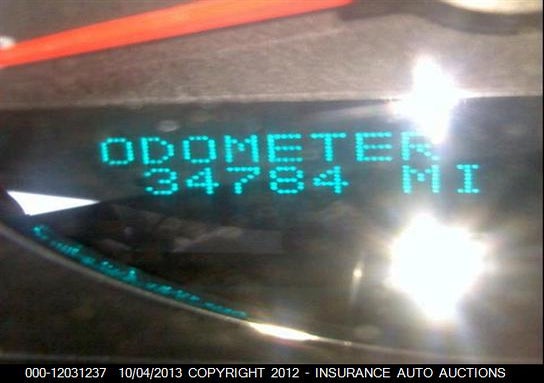 ODOMETER
34784 MI
000-12031237 10/04/2013 COPYRIGHT 2012 - INSURANCE AUTO AUCTIONS